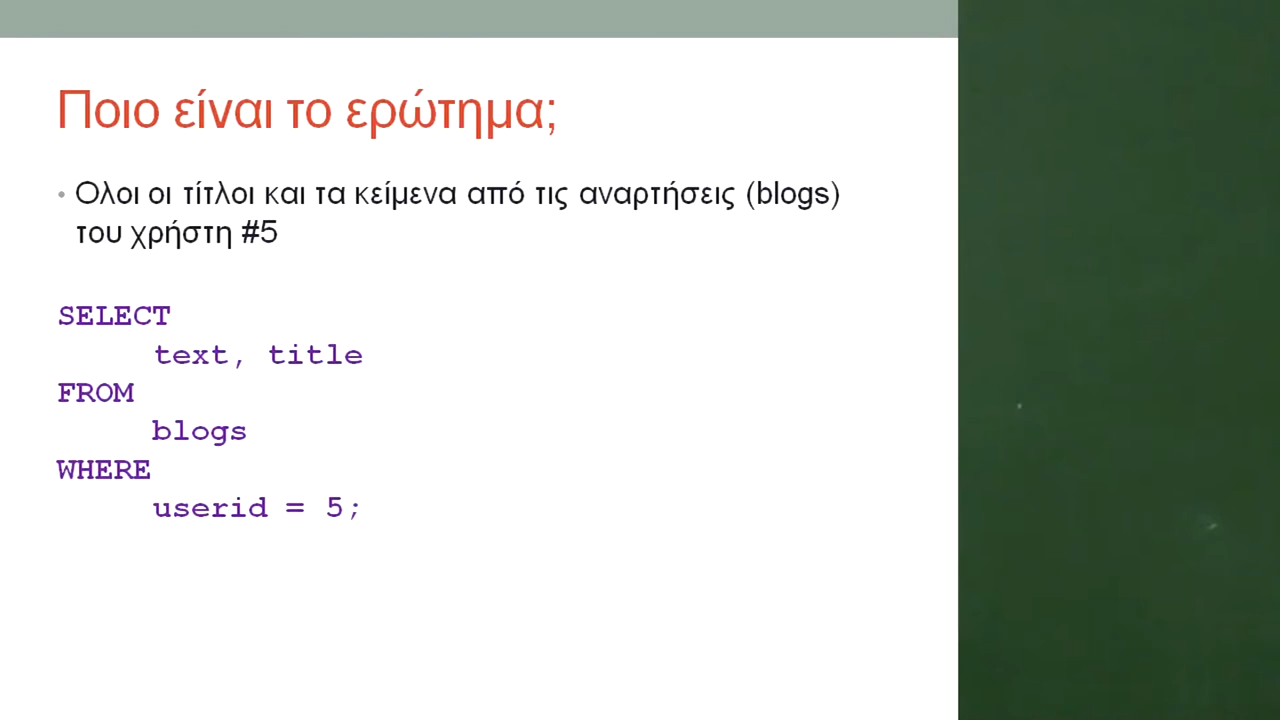 Ποιο είναι το ερώτημα;
• Ολοι οι τίτλοι και τα κείμενα από τις αναρτήσεις (blogs)
του χρήστη #5
SELECT
text, title
FROM
blogs
WHERE
userid = 5;